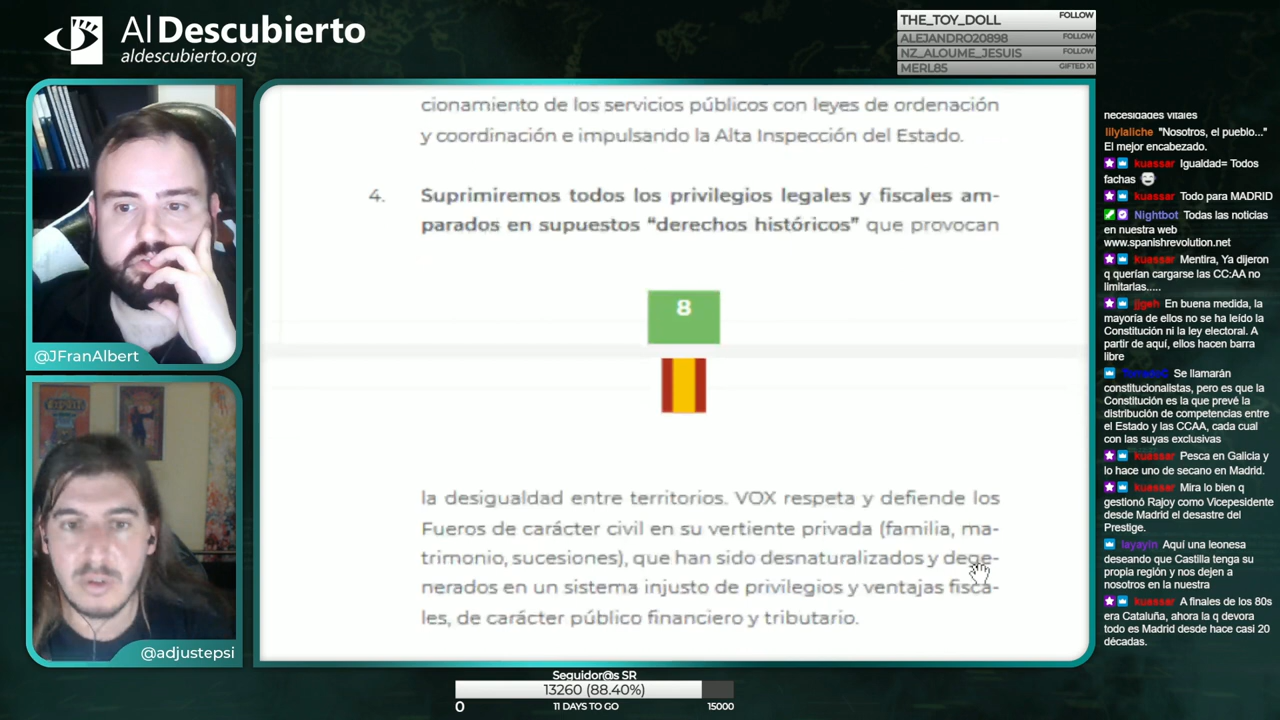 Al Descubierto
aldescubierto.org
THE_TOY_DOLL
FOLLOW
ALEJANDRO20898
FOLLOW
NZ_ALOUME_JESUIS
FOLLOW
MERL85
GIFTED X1
cionamiento de los servicios públicos con leyes de ordenación
y coordinación e impulsando la Alta Inspección del Estado.
4. Suprimiremos todos los privilegios legales y fiscales am-
parados en supuestos "derechos históricos" que provocan
8
la desigualdad entre territorios. VOX respeta y defiende los
Fueros de carácter civil en su vertiente privada (familia, ma-
trimonio, sucesiones), que han sido desnaturalizados y dege-
nerados en un sistema injusto de privilegios y ventajas fisca-
les, de carácter público financiero y tributario.
@JFranAlbert
@adjustepsi
necesidades vitales
lilylaliche "Nosotros, el pueblo..."
El mejor encabezado.
kuassar Igualdad= Todos
fachas
kuassar Todo para MADRID
Nightbot Todas las noticias
en nuestra web
www.spanishrevolution.net
kuassar Mentira, Ya dijeron
q querían cargarse las CC:AA no
limitarlas.....
En buena medida, la
mayoría de ellos no se ha leído la
Constitución ni la ley electoral. A
partir de aquí, ellos hacen barra
libre
Se llamarán
constitucionalistas, pero es que la
Constitución es la que prevé la
distribución de competencias entre
el Estado y las CCAA, cada cual
con las suyas exclusivas
kuassar Pesca en Galicia y
lo hace uno de secano en Madrid.
kuassar Mira lo bien q
gestionó Rajoy como Vicepesidente
desde Madrid el desastre del
Prestige.
layayin Aquí una leonesa
deseando que Castilla tenga su
propia región y nos dejen a
nosotros en la nuestra
kuassar A finales de los 80s
era Cataluña, ahora la q devora
todo es Madrid desde hace casi 20
décadas.
Seguidor@s SR
13260 (88.40%)
0
11 DAYS TO GO
15000